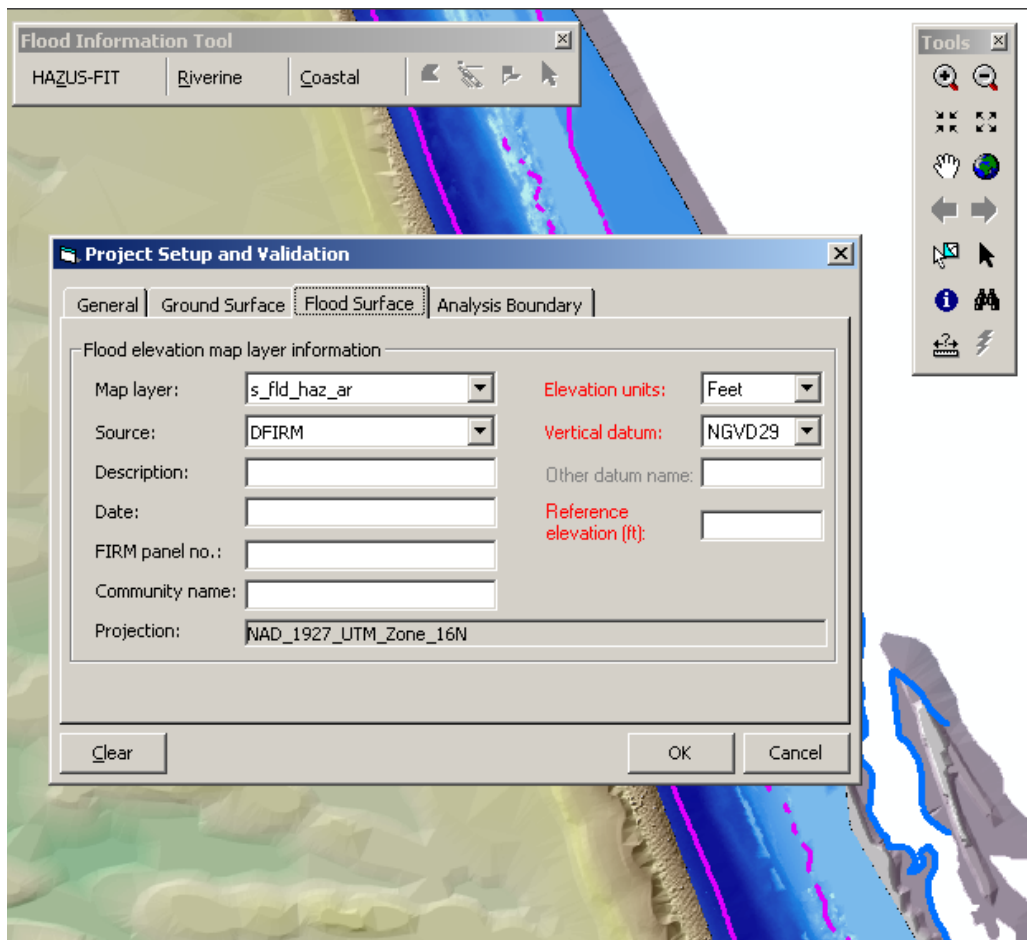 Flood Information Tool
HAZUS-FIT Riverine Coastal
Tools
Project Setup and Validation
General Ground Surface Flood Surface Analysis Boundary
Flood elevation map layer information
Map layer: s_fld_haz_ar Elevation units: Feet
Source: DFIRM Vertical datum: NGVD29
Description: Other datum name:
Date: Reference
elevation (ft):
FIRM panel no.:
Community name:
Projection: NAD_1927_UTM_Zone_16N
Clear OK Cancel